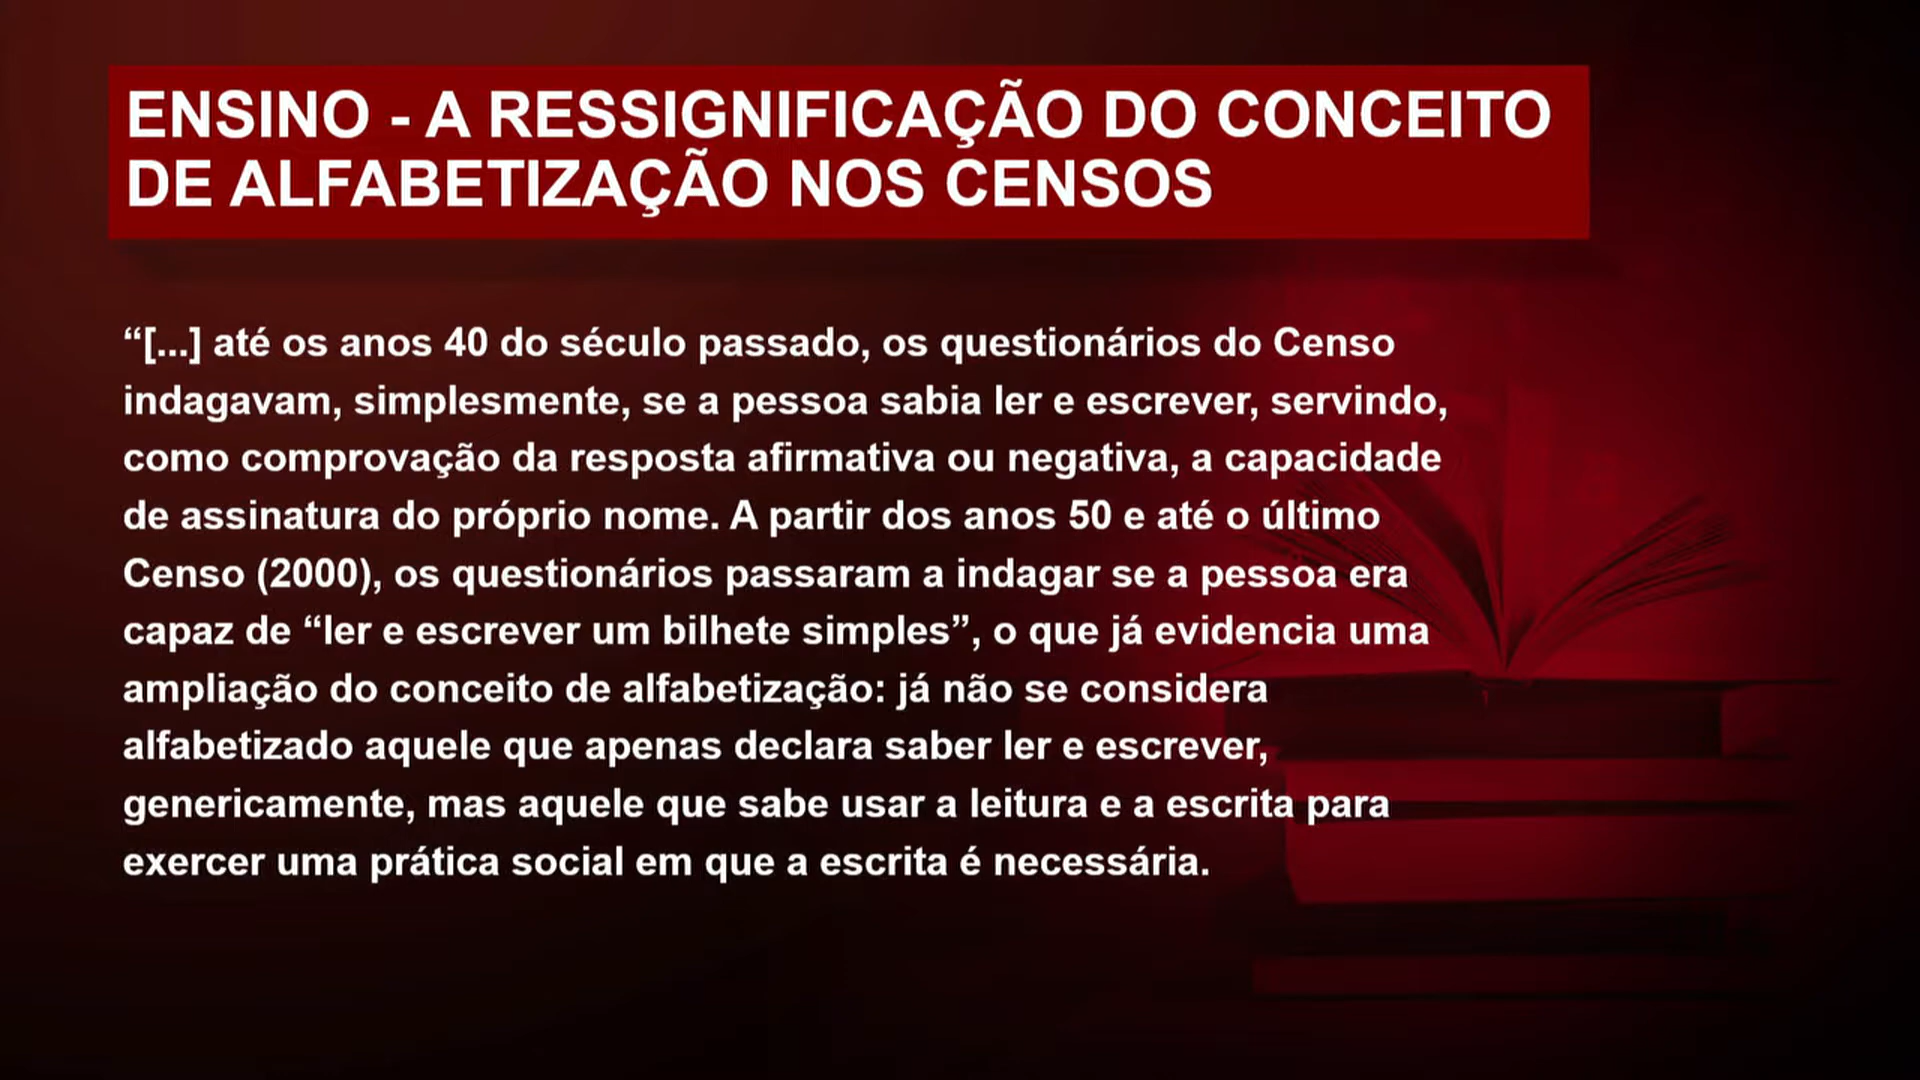 ENSINO - A RESSIGNIFICAÇÃO DO CONCEITO
DE ALFABETIZAÇÃO NOS CENSOS
“[...] até os anos 40 do século passado, os questionários do Censo
indagavam, simplesmente, se a pessoa sabia ler e escrever, servindo,
como comprovação da resposta afirmativa ou negativa, a capacidade
de assinatura do próprio nome. A partir dos anos 50 e até o último
Censo (2000), os questionários passaram a indagar se a pessoa era
capaz de “ler e escrever um bilhete simples”, o que já evidencia uma
ampliação do conceito de alfabetização: já não se considera
alfabetizado aquele que apenas declara saber ler e escrever,
genericamente, mas aquele que sabe usar a leitura e a escrita para
exercer uma prática social em que a escrita é necessária.